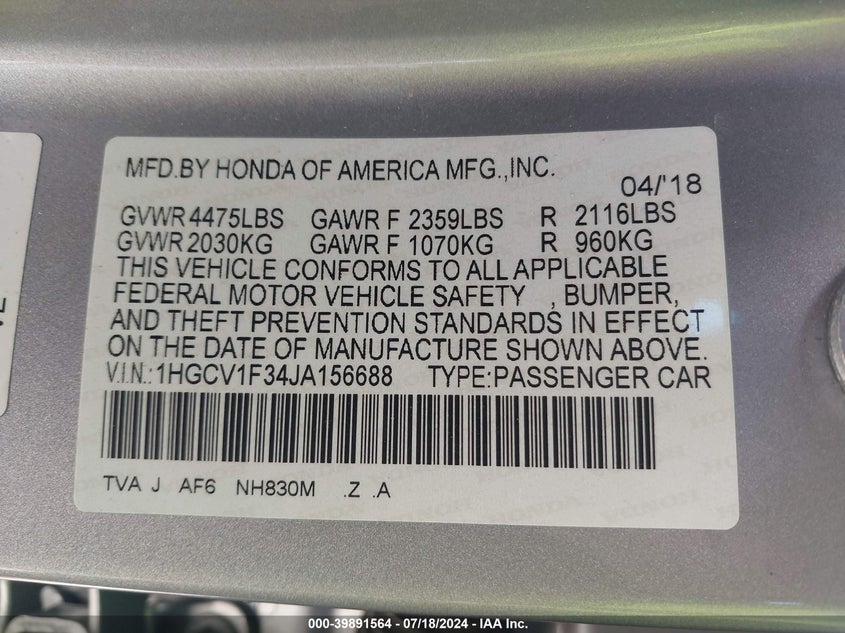 MFD.BY HONDA OF AMERICA MFG.,INC.
04/'18
GVWR 4475LBS GAWR F 2359LBS R 2116LBS
GVWR 2030KG GAWR F 1070KG R 960KG
THIS VEHICLE CONFORMS TO ALL APPLICABLE
FEDERAL MOTOR VEHICLE SAFETY , BUMPER,
AND THEFT PREVENTION STANDARDS IN EFFECT
ON THE DATE OF MANUFACTURE SHOWN ABOVE.
V.I.N.:1HGCV1F34JA156688 TYPE:PASSENGER CAR
TVA J AF6 NH830M .Z .A
000-39891564 / 07/18/2024 - IAA Inc.